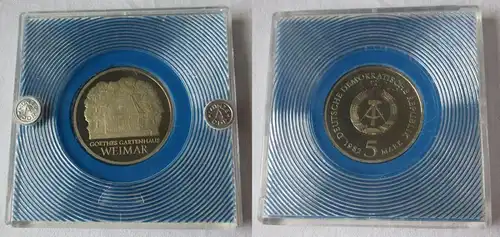 GOETHES GARTENHAUS
WEIMAR
DEUTSCHE DEMOKRATISCHE REPUBLIK
5
MARK
1982